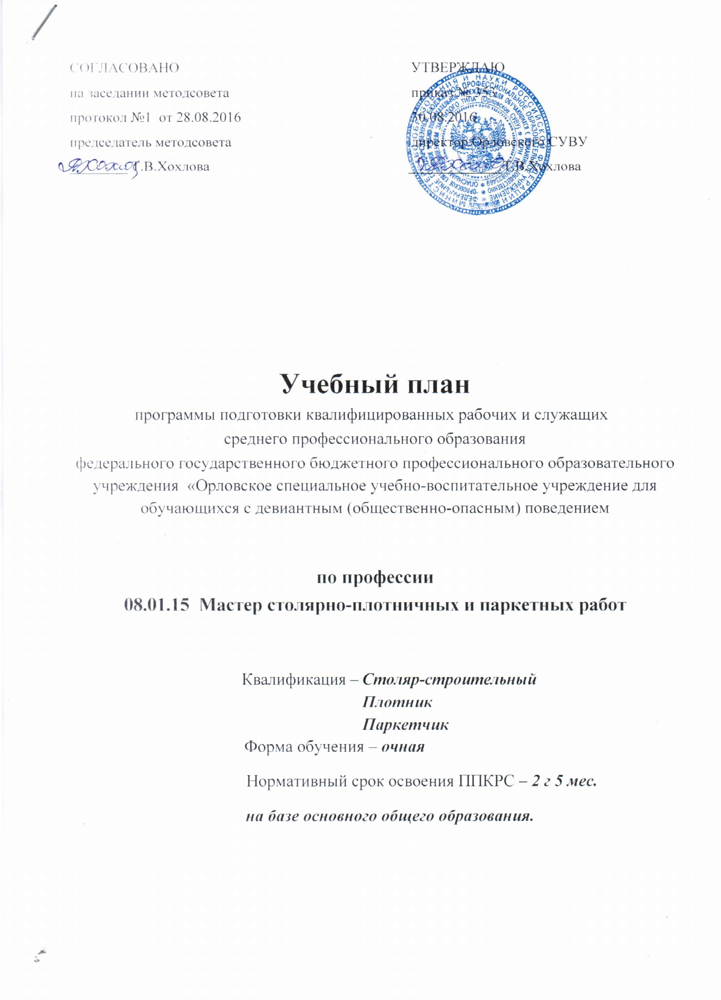 СОГЛАСОВАНО
на заседании методсовета
протокол №1 от 28.08.2016
председатель методсовета
Т.В.Хохлова
УТВЕРЖДАЮ
приказ № 353
30.08.2016
директор Орловского СУВУ
Т.В.Хохлова
Учебный план
программы подготовки квалифицированных рабочих и служащих
среднего профессионального образования
федерального государственного бюджетного профессионального образовательного
учреждения «Орловское специальное учебно-воспитательное учреждение для
обучающихся с девиантным (общественно-опасным) поведением
по профессии
08.01.15 Мастер столярно-плотничных и паркетных работ
Квалификация – Столяр-строительный
Плотник
Паркетчик
Форма обучения – очная
Нормативный срок освоения ППКРС – 2 г 5 мес.
на базе основного общего образования.